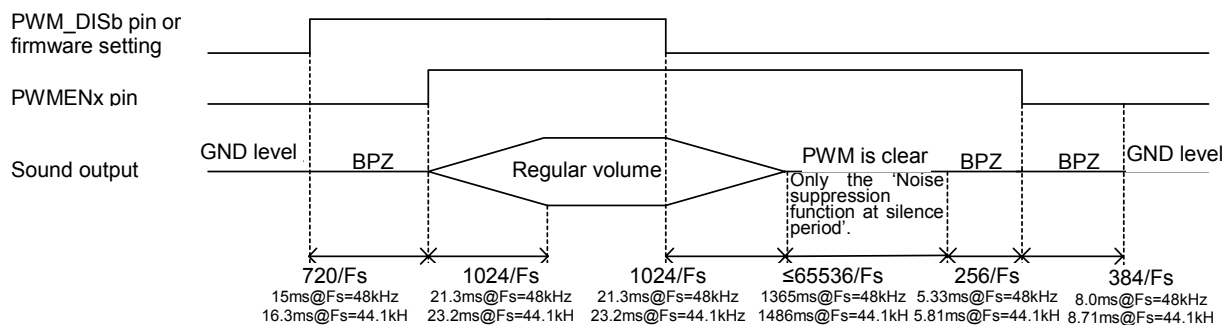 PWM_DISb pin or
firmware setting
PWMENx pin
Sound output
GND level
BPZ
Regular volume
PWM is clear
Only the 'Noise
suppression
function at silence
period'.
BPZ
BPZ
GND level
720/Fs
15ms@Fs=48kHz
16.3ms@Fs=44.1kH
1024/Fs
21.3ms@Fs=48kHz
23.2ms@Fs=44.1kH
1024/Fs
21.3ms@Fs=48kHz
23.2ms@Fs=44.1kH
≤65536/Fs
1365ms@Fs=48kHz
1486ms@Fs=44.1kH
256/Fs
5.33ms@Fs=48kHz
5.81ms@Fs=44.1kH
384/Fs
8.0ms@Fs=48kHz
8.71ms@Fs=44.1kH